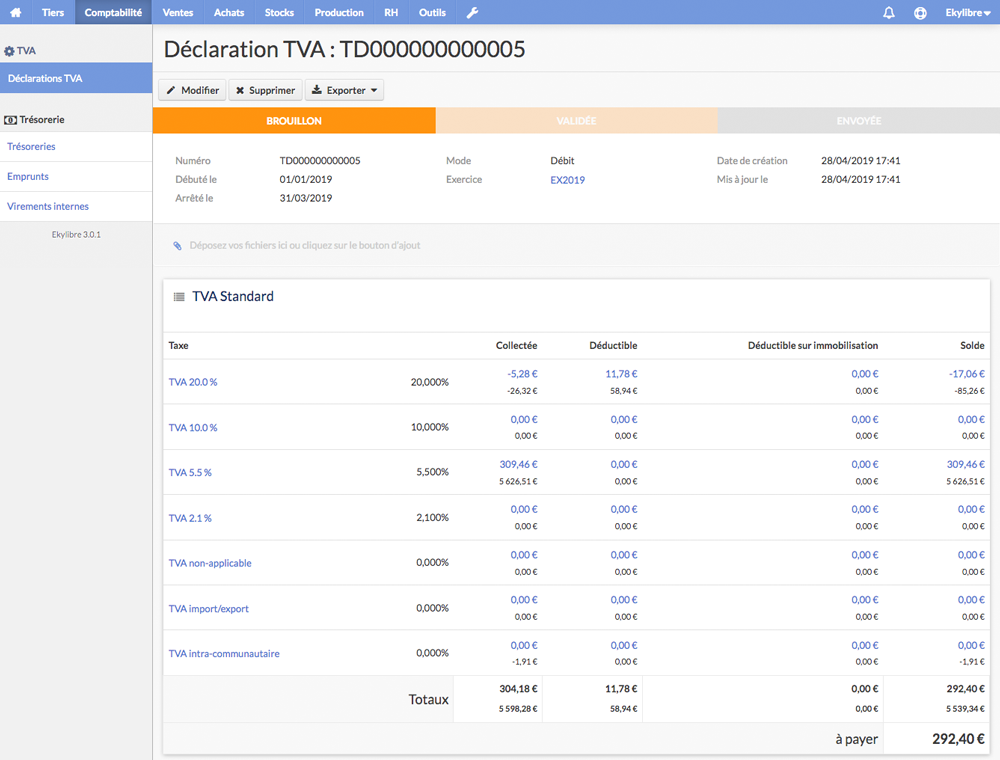 Tiers Comptabilité Ventes Achats Stocks Production RH Outils Ekylibre
TVA
Déclarations TVA
Trésorerie
Trésoreries
Emprunts
Virements internes
Ekylibre 3.0.1
Déclaration TVA : TD000000000005
Modifier Supprimer Exporter
BROUILLON VALIDÉE ENVOYÉE
Numéro TD000000000005 Mode Débit Date de création 28/04/2019 17:41
Débuté le 01/01/2019 Exercice EX2019 Mis à jour le 28/04/2019 17:41
Arrêté le 31/03/2019
Déposez vos fichiers ici ou cliquez sur le bouton d'ajout
TVA Standard
Taxe Collectée Déductible Déductible sur immobilisation Solde
TVA 20.0 % 20,000% -5,28 € 11,78 € 0,00 € -17,06 €
-26,32 € 58,94 € 0,00 € -85,26 €
TVA 10.0 % 10,000% 0,00 € 0,00 € 0,00 € 0,00 €
0,00 € 0,00 € 0,00 € 0,00 €
TVA 5.5 % 5,500% 309,46 € 0,00 € 0,00 € 309,46 €
5 626,51 € 0,00 € 0,00 € 5 626,51 €
TVA 2.1 % 2,100% 0,00 € 0,00 € 0,00 € 0,00 €
0,00 € 0,00 € 0,00 € 0,00 €
TVA non-applicable 0,000% 0,00 € 0,00 € 0,00 € 0,00 €
0,00 € 0,00 € 0,00 € 0,00 €
TVA import/export 0,000% 0,00 € 0,00 € 0,00 € 0,00 €
0,00 € 0,00 € 0,00 € 0,00 €
TVA intra-communautaire 0,000% 0,00 € 0,00 € 0,00 € 0,00 €
-1,91 € 0,00 € 0,00 € -1,91 €
Totaux 304,18 € 11,78 € 0,00 € 292,40 €
5 598,28 € 58,94 € 0,00 € 5 539,34 €
à payer 292,40 €